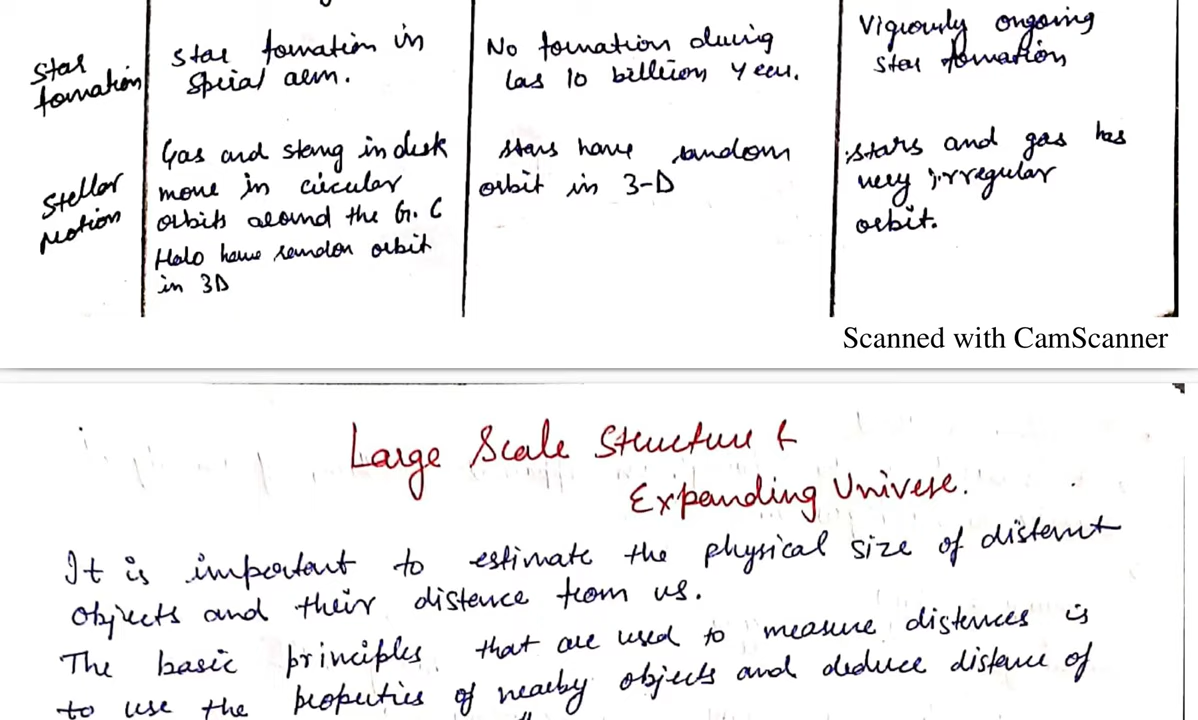 Star
formation
Star formation in
Spiral arm.
No formation during
las 10 billion year.
Vigrously ongoing
star formation
Stellar
Motion
Gas and stars in disk
move in circular
orbits around the G.C
Halo have random orbit
in 3D
stars have random
orbit in 3-D
stars and gas has
very irregular
orbit.
Scanned with CamScanner
Large Scale Structure &
Expanding Universe.
It is important to estimate the physical size of distant
objects and their distance from us.
The basic principles that are used to measure distences is
to use the properties of nearby objects and deduce distance of